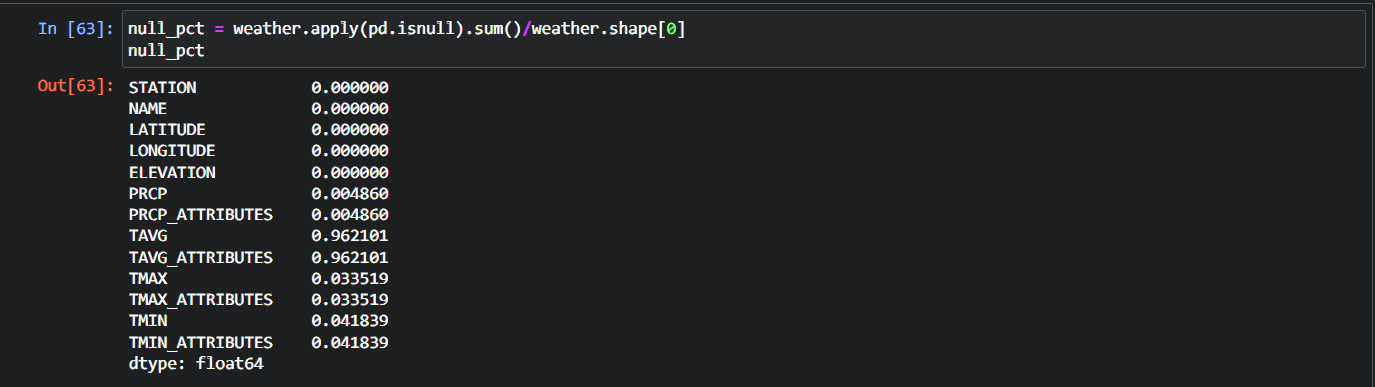 In [63]: null_pct = weather.apply(pd.isnull).sum()/weather.shape[0]
null_pct
Out[63]: STATION 0.000000
NAME 0.000000
LATITUDE 0.000000
LONGITUDE 0.000000
ELEVATION 0.000000
PRCP 0.004860
PRCP_ATTRIBUTES 0.004860
TAVG 0.962101
TAVG_ATTRIBUTES 0.962101
TMAX 0.033519
TMAX_ATTRIBUTES 0.033519
TMIN 0.041839
TMIN_ATTRIBUTES 0.041839
dtype: float64